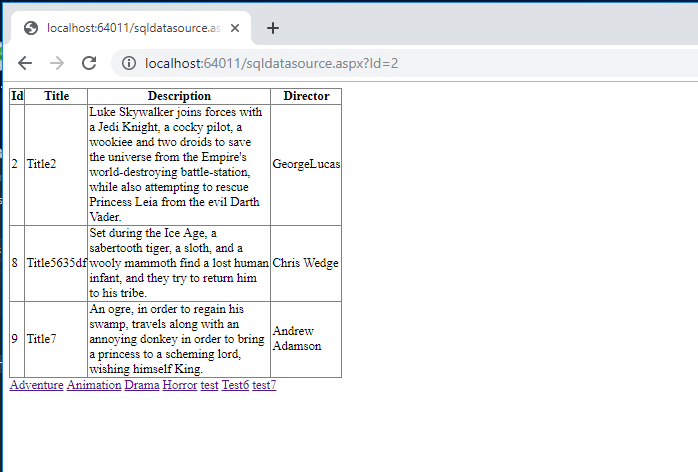 localhost:64011/sqldatasource.as
localhost:64011/sqldatasource.aspx?Id=2
Id Title Description Director
2 Title2 Luke Skywalker joins forces with GeorgeLucas
a Jedi Knight, a cocky pilot, a
wookiee and two droids to save
the universe from the Empire's
world-destroying battle-station,
while also attempting to rescue
Princess Leia from the evil Darth
Vader.
8 Title5635df Set during the Ice Age, a Chris Wedge
sabertooth tiger, a sloth, and a
wooly mammoth find a lost human
infant, and they try to return him
to his tribe.
9 Title7 An ogre, in order to regain his Andrew
swamp, travels along with an Adamson
annoying donkey in order to bring
a princess to a scheming lord,
wishing himself King.
Adventure Animation Drama Horror test Test6 test7